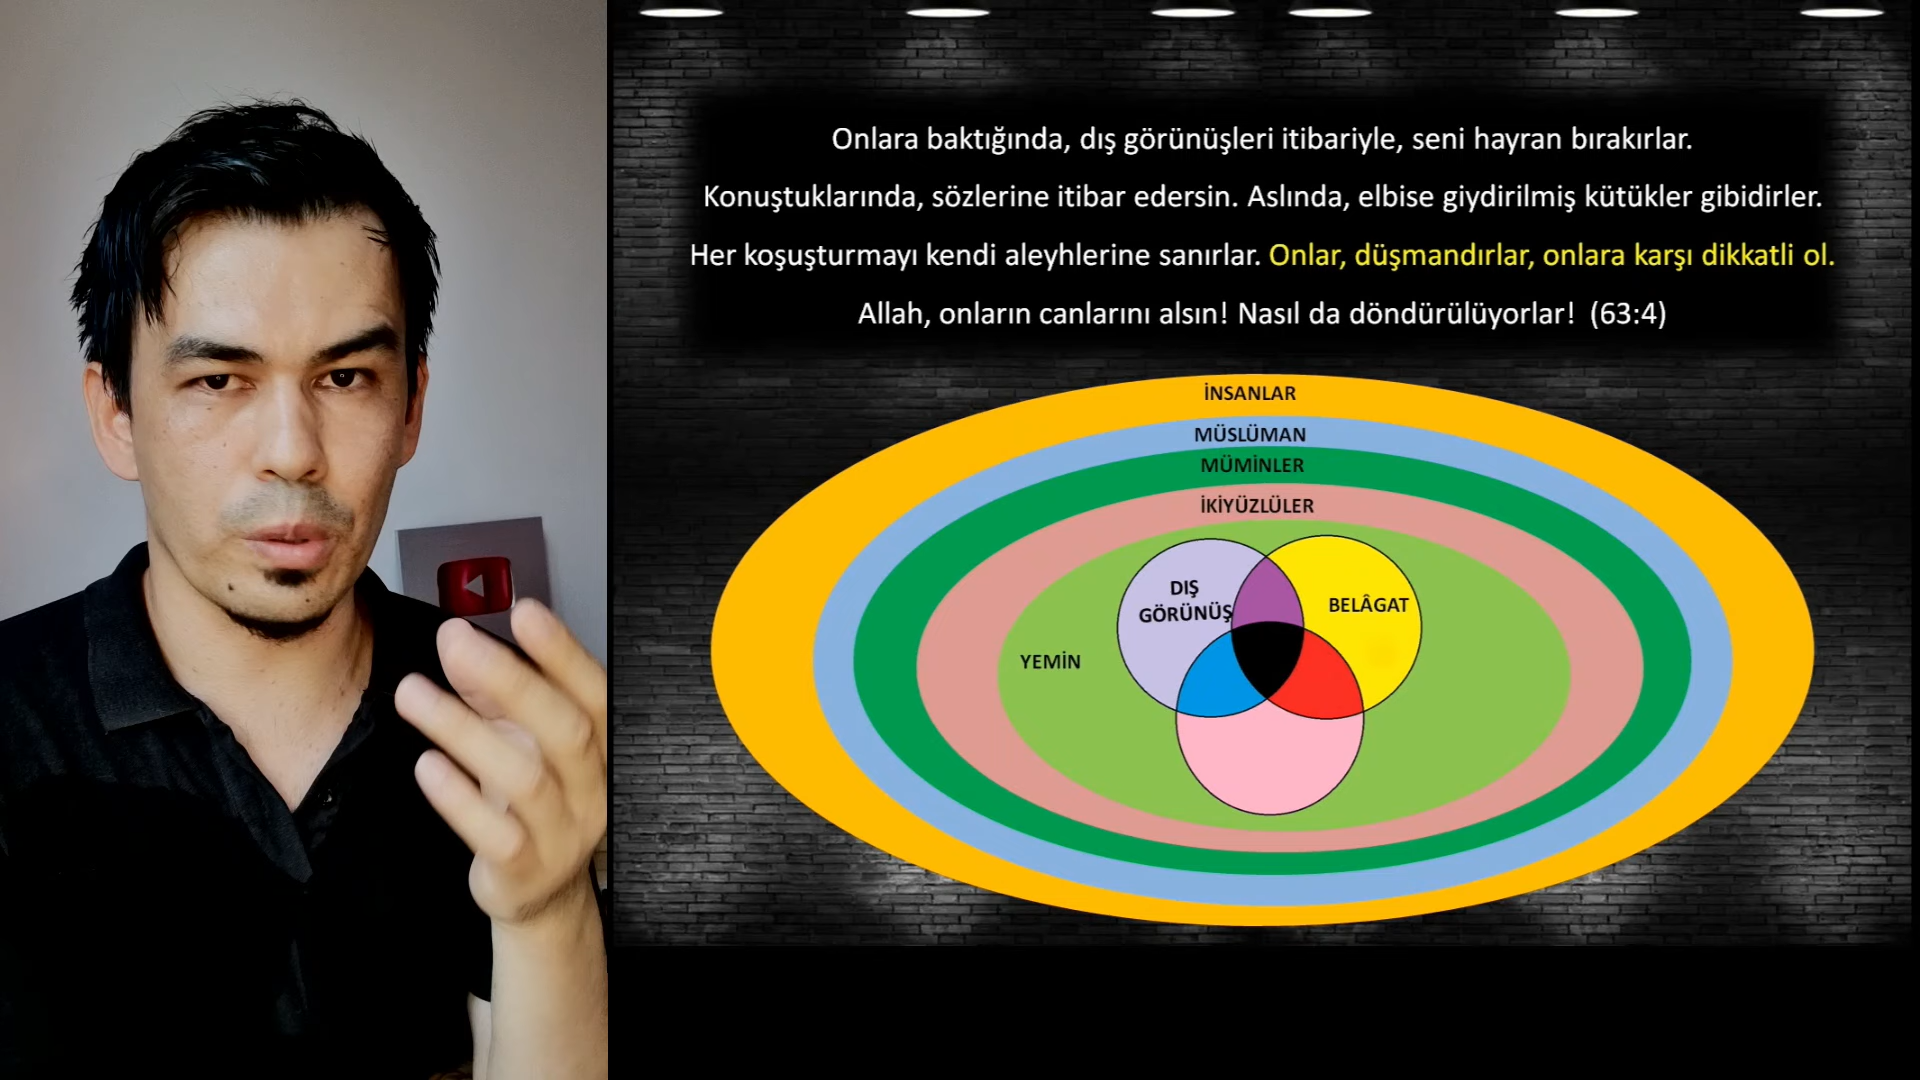 Onlara baktığında, dış görünüşleri itibariyle, seni hayran bırakırlar.
Konuştuklarında, sözlerine itibar edersin. Aslında, elbise giydirilmiş kütükler gibidirler.
Her koşuşturmayı kendi aleyhlerine sanırlar. Onlar, düşmandırlar, onlara karşı dikkatli ol.
Allah, onların canlarını alsın! Nasıl da döndürülüyorlar! (63:4)
İNSANLAR
MÜSLÜMAN
MÜMİNLER
İKİYÜZLÜLER
DIŞ
GÖRÜNÜŞ
BELÂGAT
YEMİN